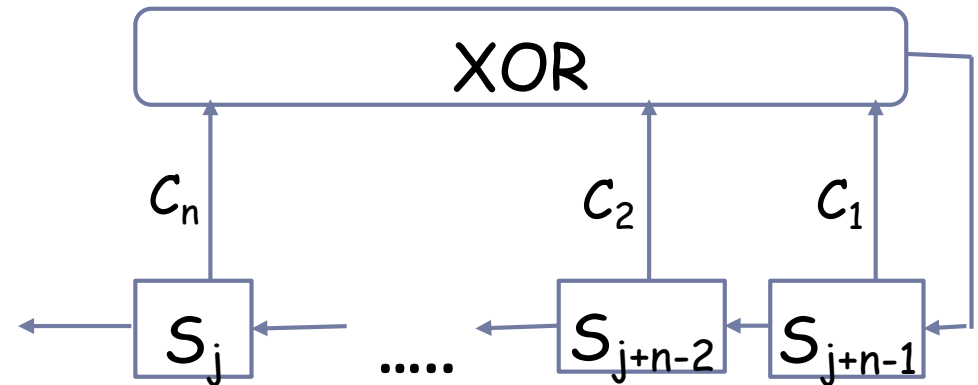 XOR
Cₙ C₂ C₁
Sⱼ ...... Sⱼ₊ₙ₋₂ Sⱼ₊ₙ₋₁